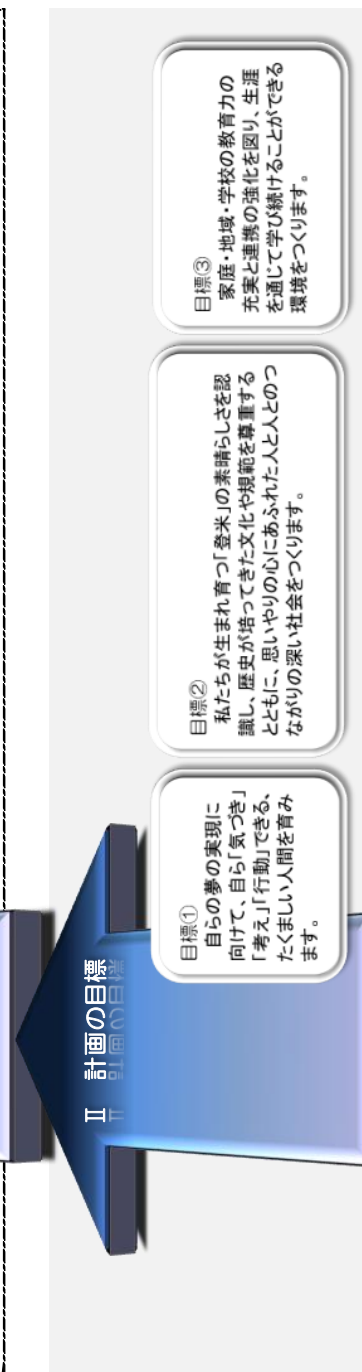 Ⅱ 計画の目標
目標①
自らの夢の実現に
向けて、自ら「気づき」
「考え」「行動」できる、
たくましい人間を育み
ます。
目標②
私たちが生まれ育つ「登米」の素晴らしさを認
識し、歴史が培ってきた文化や規範を尊重する
とともに、思いやりの心にあふれた人と人とのつ
ながりの深い社会をつくります。
目標③
家庭・地域・学校の教育力の
充実と連携の強化を図り、生涯
を通じて学び続けることができる
環境をつくります。